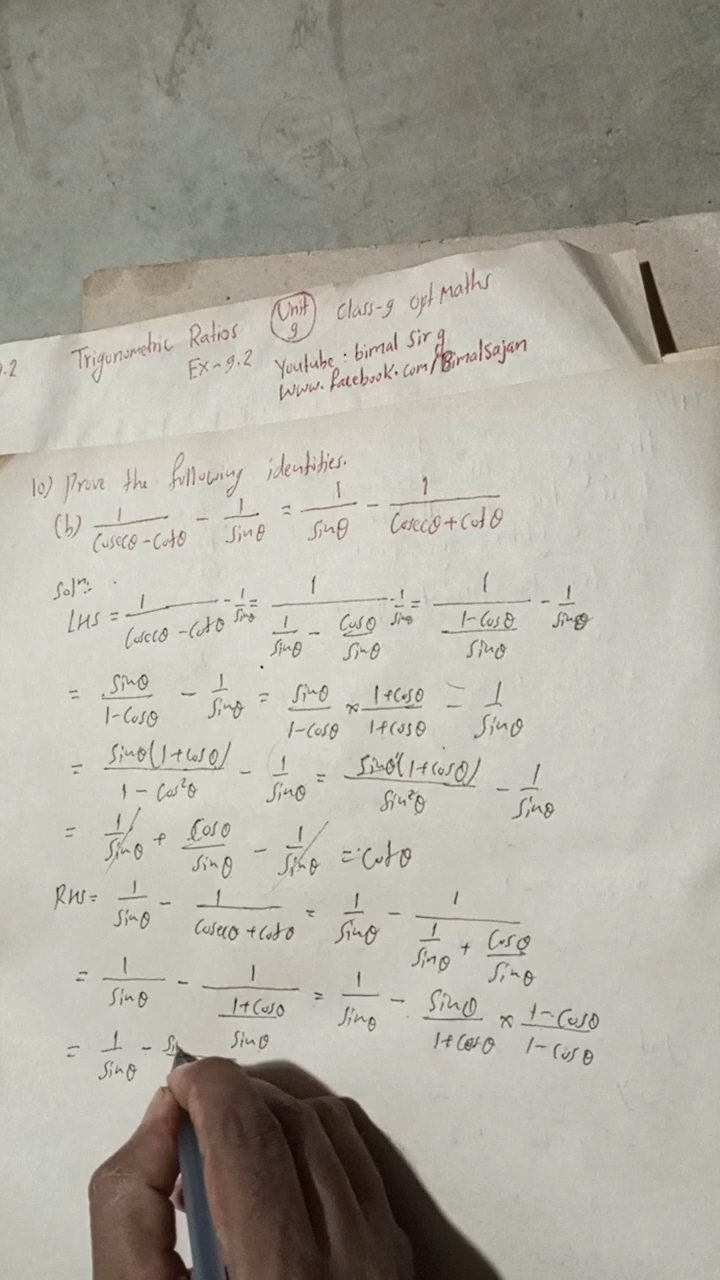 .2 Trigonometric Ratios Unit 9 Class-9 opt Maths
Ex-9.2 Youtube: bimal Sir g
www.facebook.com/Bimalsajan
10) Prove the following identities.
(b) 1/(Cosecθ - Cotθ) - 1/Sinθ = 1/Sinθ - 1/(Cosecθ + Cotθ)
Solⁿ:
LHS = 1/(Cosecθ - Cotθ) - 1/Sinθ = 1/(1/Sinθ - Cosθ/Sinθ) - 1/Sinθ = 1/((1-Cosθ)/Sinθ) - 1/Sinθ
= Sinθ/(1-Cosθ) - 1/Sinθ = Sinθ/(1-Cosθ) × (1+Cosθ)/(1+Cosθ) - 1/Sinθ
= Sinθ(1+Cosθ)/(1 - Cos²θ) - 1/Sinθ = Sinθ(1+Cosθ)/Sin²θ - 1/Sinθ
= 1/Sinθ + Cosθ/Sinθ - 1/Sinθ = Cotθ
RHS = 1/Sinθ - 1/(Cosecθ + Cotθ) = 1/Sinθ - 1/(1/Sinθ + Cosθ/Sinθ)
= 1/Sinθ - 1/((1+Cosθ)/Sinθ) = 1/Sinθ - Sinθ/(1+Cosθ) × (1-Cosθ)/(1-Cosθ)
= 1/Sinθ - Si